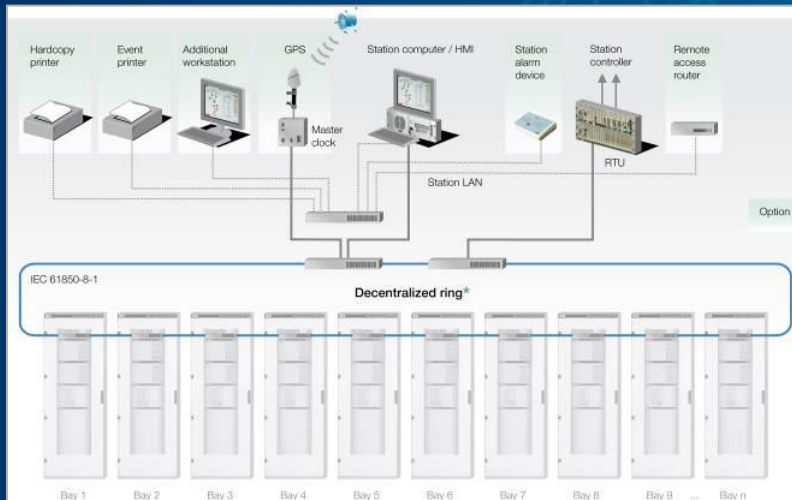 Hardcopy
printer
Event
printer
Additional
workstation
GPS
Station computer / HMI
Station
alarm
device
Station
controller
Remote
access
router
Master
clock
RTU
Station LAN
Option
IEC 61850-8-1
Decentralized ring*
Bay 1 Bay 2 Bay 3 Bay 4 Bay 5 Bay 6 Bay 7 Bay 8 Bay 9 ... Bay n